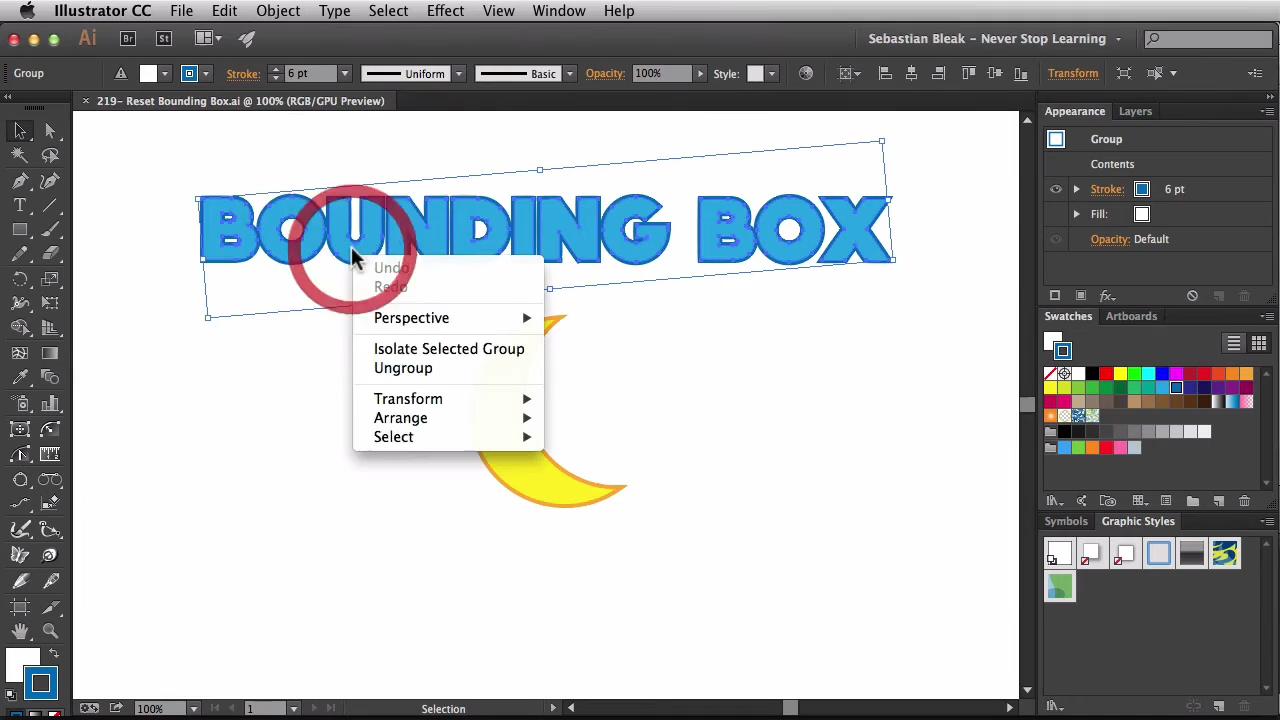 Illustrator CC File Edit Object Type Select Effect View Window Help
Ai Br St Sebastian Bleak – Never Stop Learning
Group Stroke: 6 pt Uniform Basic Opacity: 100% Style: Transform
× 219- Reset Bounding Box.ai @ 100% (RGB/GPU Preview)
BOUNDING BOX
Undo
Redo
Perspective
Isolate Selected Group
Ungroup
Transform
Arrange
Select
Appearance Layers
Group
Contents
Stroke: 6 pt
Fill:
Opacity: Default
fx
Swatches Artboards
Symbols Graphic Styles
100% 1 Selection